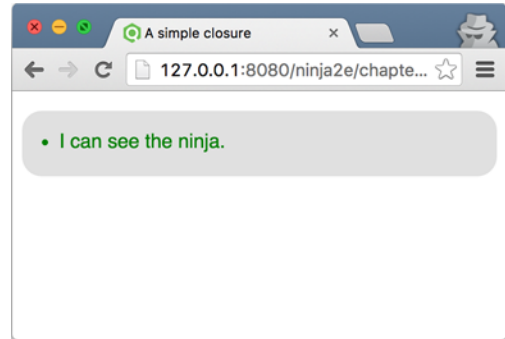 A simple closure
127.0.0.1:8080/ninja2e/chapte...
• I can see the ninja.